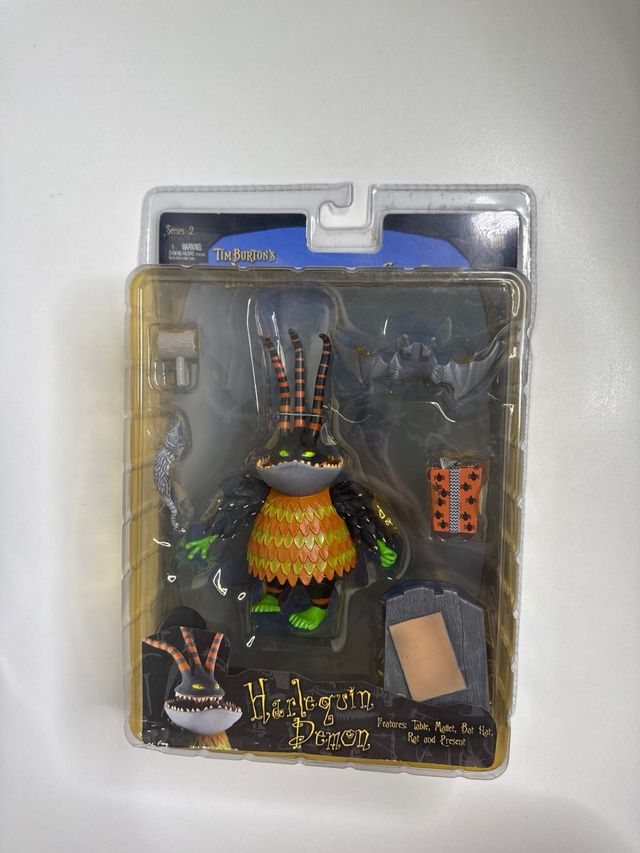 Series 2
WARNING
TIM BURTON'S
Harlequin
Demon
Features: Table, Mallet, Bat Hat,
Rat and Present